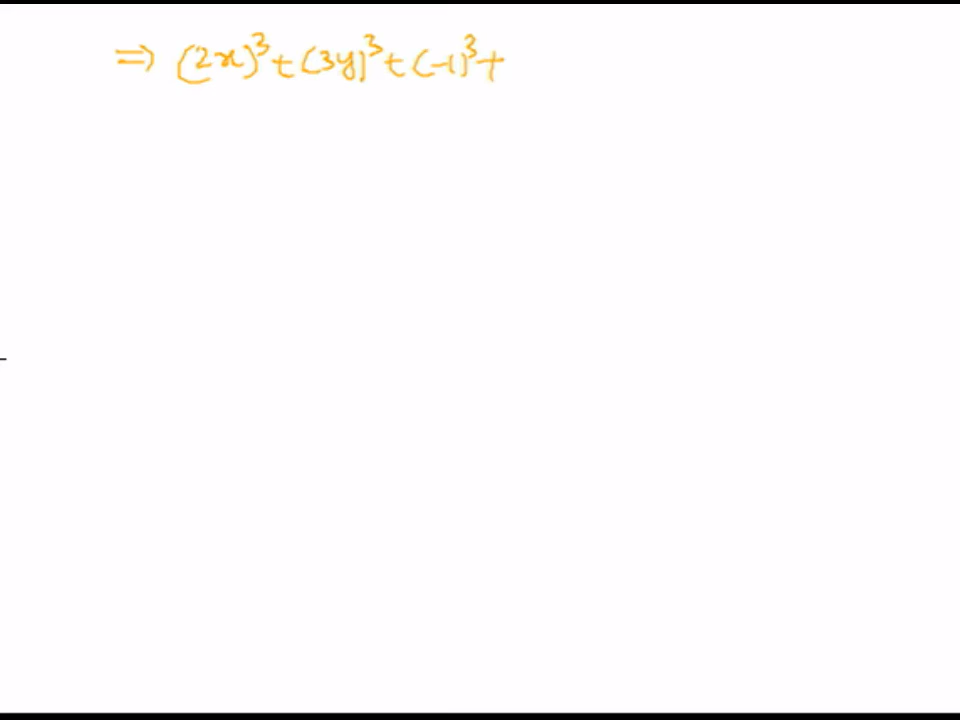 ⇒ (2x)³ + (3y)³ + (-1)³ +